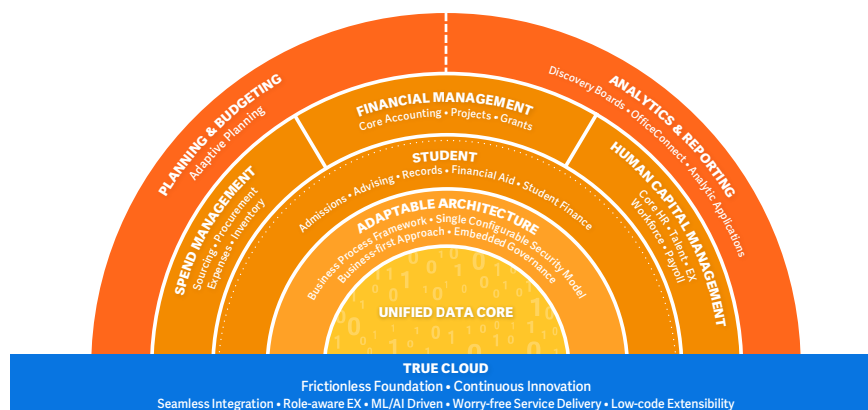 PLANNING & BUDGETING
Adaptive Planning
ANALYTICS & REPORTING
Discovery Boards • OfficeConnect • Analytic Applications
SPEND MANAGEMENT
Sourcing • Procurement
Expenses • Inventory
FINANCIAL MANAGEMENT
Core Accounting • Projects • Grants
HUMAN CAPITAL MANAGEMENT
Core HR • Talent • EX
Workforce • Payroll
STUDENT
Admissions • Advising • Records • Financial Aid • Student Finance
ADAPTABLE ARCHITECTURE
Business Process Framework • Single Configurable Security Model
Business-first Approach • Embedded Governance
UNIFIED DATA CORE
TRUE CLOUD
Frictionless Foundation • Continuous Innovation
Seamless Integration • Role-aware EX • ML/AI Driven • Worry-free Service Delivery • Low-code Extensibility